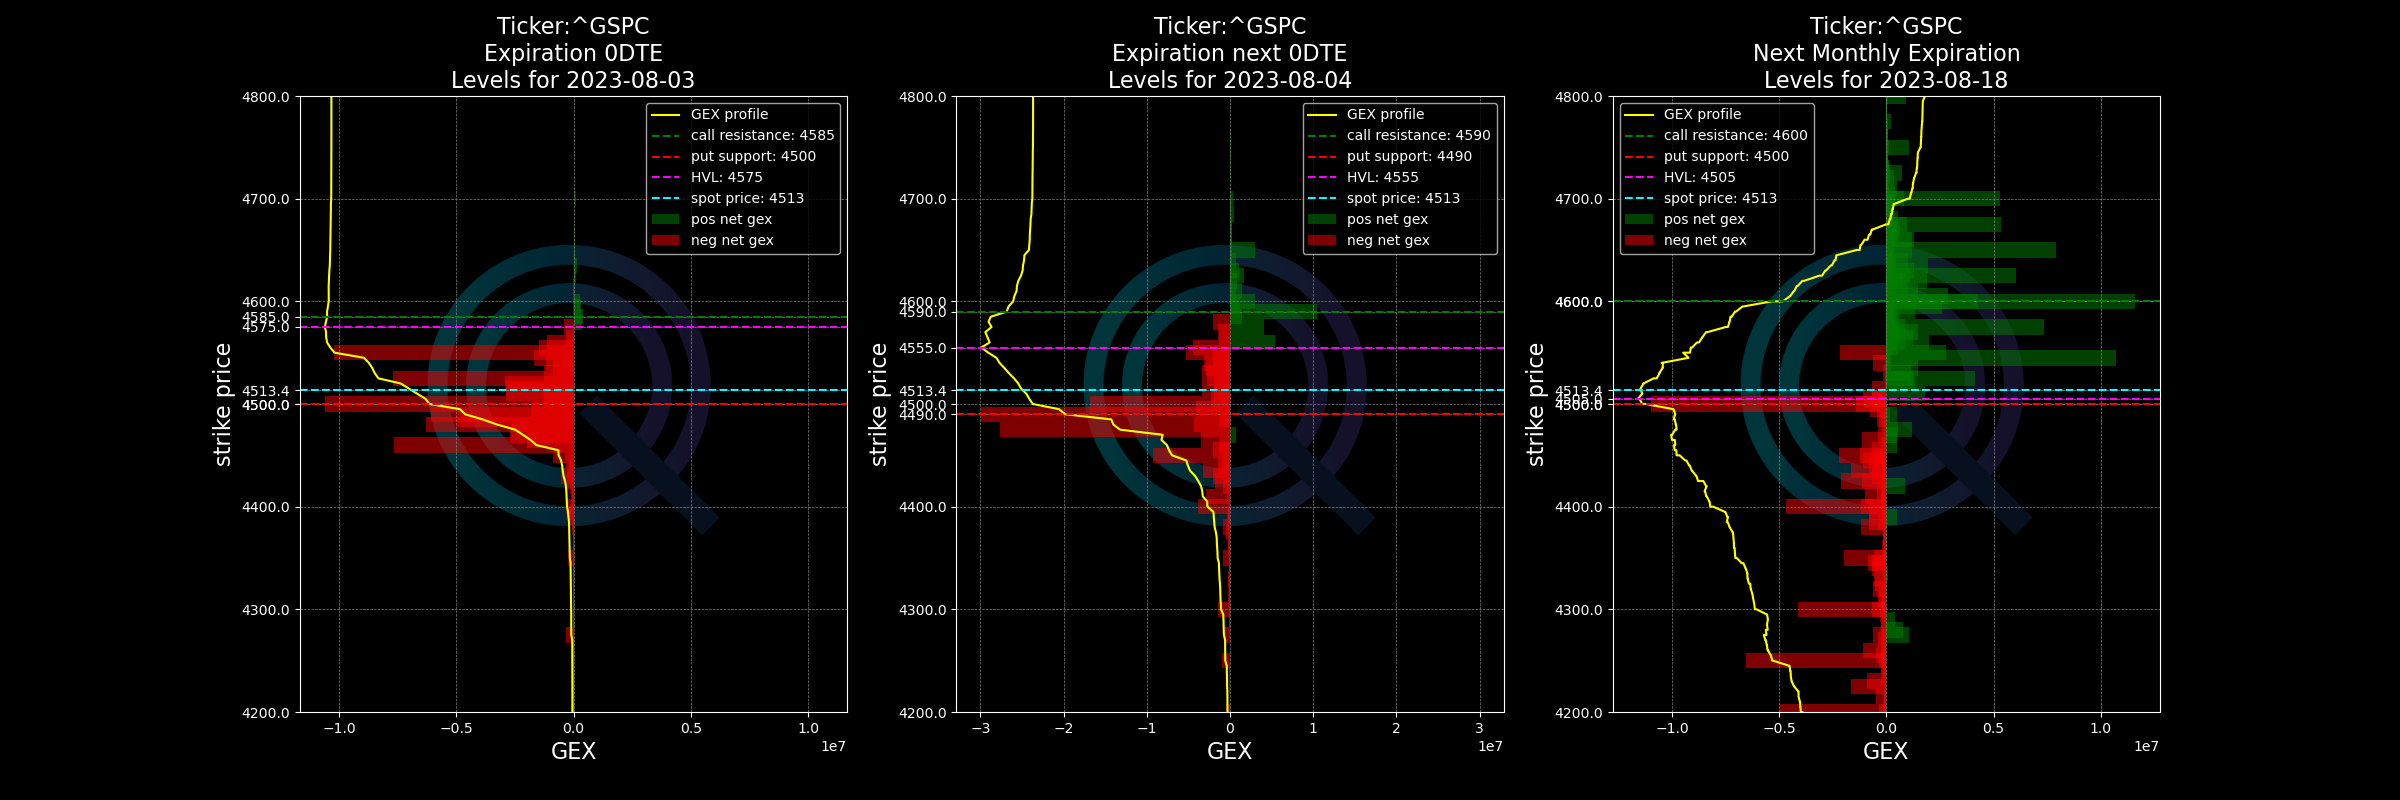 Ticker:^GSPC
Expiration 0DTE
Levels for 2023-08-03
GEX profile
call resistance: 4585
put support: 4500
HVL: 4575
spot price: 4513
pos net gex
neg net gex
4800.0
4700.0
4600.0
4585.0
4575.0
4513.4
4500.0
4400.0
4300.0
4200.0
strike price
−1.0 −0.5 0.0 0.5 1.0
1e7
GEX
Ticker:^GSPC
Expiration next 0DTE
Levels for 2023-08-04
GEX profile
call resistance: 4590
put support: 4490
HVL: 4555
spot price: 4513
pos net gex
neg net gex
4800.0
4700.0
4600.0
4590.0
4555.0
4513.4
4500.0
4490.0
4400.0
4300.0
4200.0
strike price
−3 −2 −1 0 1 2 3
1e7
GEX
Ticker:^GSPC
Next Monthly Expiration
Levels for 2023-08-18
GEX profile
call resistance: 4600
put support: 4500
HVL: 4505
spot price: 4513
pos net gex
neg net gex
4800.0
4700.0
4600.0
4513.4
4505.0
4500.0
4400.0
4300.0
4200.0
strike price
−1.0 −0.5 0.0 0.5 1.0
1e7
GEX